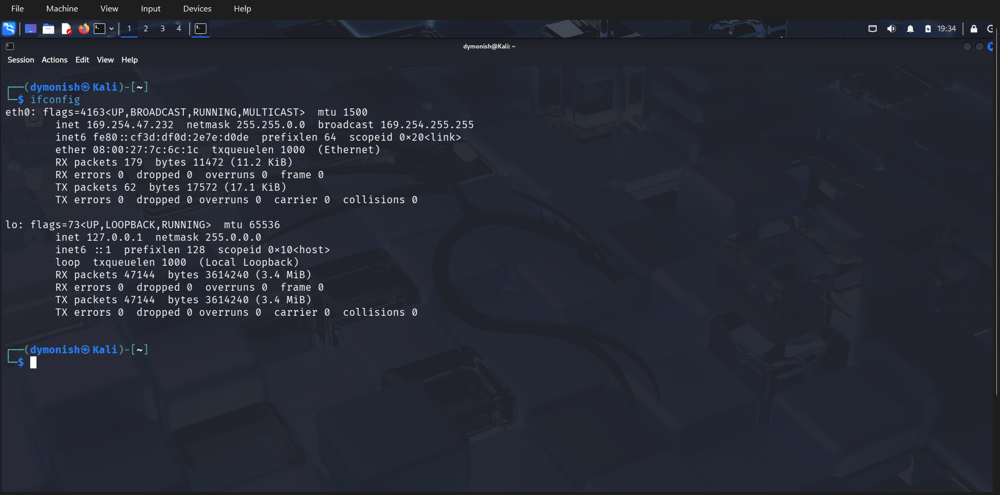 File Machine View Input Devices Help
1 2 3 4 19:34
dymonish@Kali: ~
Session Actions Edit View Help
┌──(dymonish㉿Kali)-[~]
└─$ ifconfig
eth0: flags=4163<UP,BROADCAST,RUNNING,MULTICAST>  mtu 1500
        inet 169.254.47.232  netmask 255.255.0.0  broadcast 169.254.255.255
        inet6 fe80::cf3d:df0d:2e7e:d0de  prefixlen 64  scopeid 0×20<link>
        ether 08:00:27:7c:6c:1c  txqueuelen 1000  (Ethernet)
        RX packets 179  bytes 11472 (11.2 KiB)
        RX errors 0  dropped 0  overruns 0  frame 0
        TX packets 62  bytes 17572 (17.1 KiB)
        TX errors 0  dropped 0 overruns 0  carrier 0  collisions 0
lo: flags=73<UP,LOOPBACK,RUNNING>  mtu 65536
        inet 127.0.0.1  netmask 255.0.0.0
        inet6 ::1  prefixlen 128  scopeid 0×10<host>
        loop  txqueuelen 1000  (Local Loopback)
        RX packets 47144  bytes 3614240 (3.4 MiB)
        RX errors 0  dropped 0  overruns 0  frame 0
        TX packets 47144  bytes 3614240 (3.4 MiB)
        TX errors 0  dropped 0 overruns 0  carrier 0  collisions 0
┌──(dymonish㉿Kali)-[~]
└─$
File System
Trash